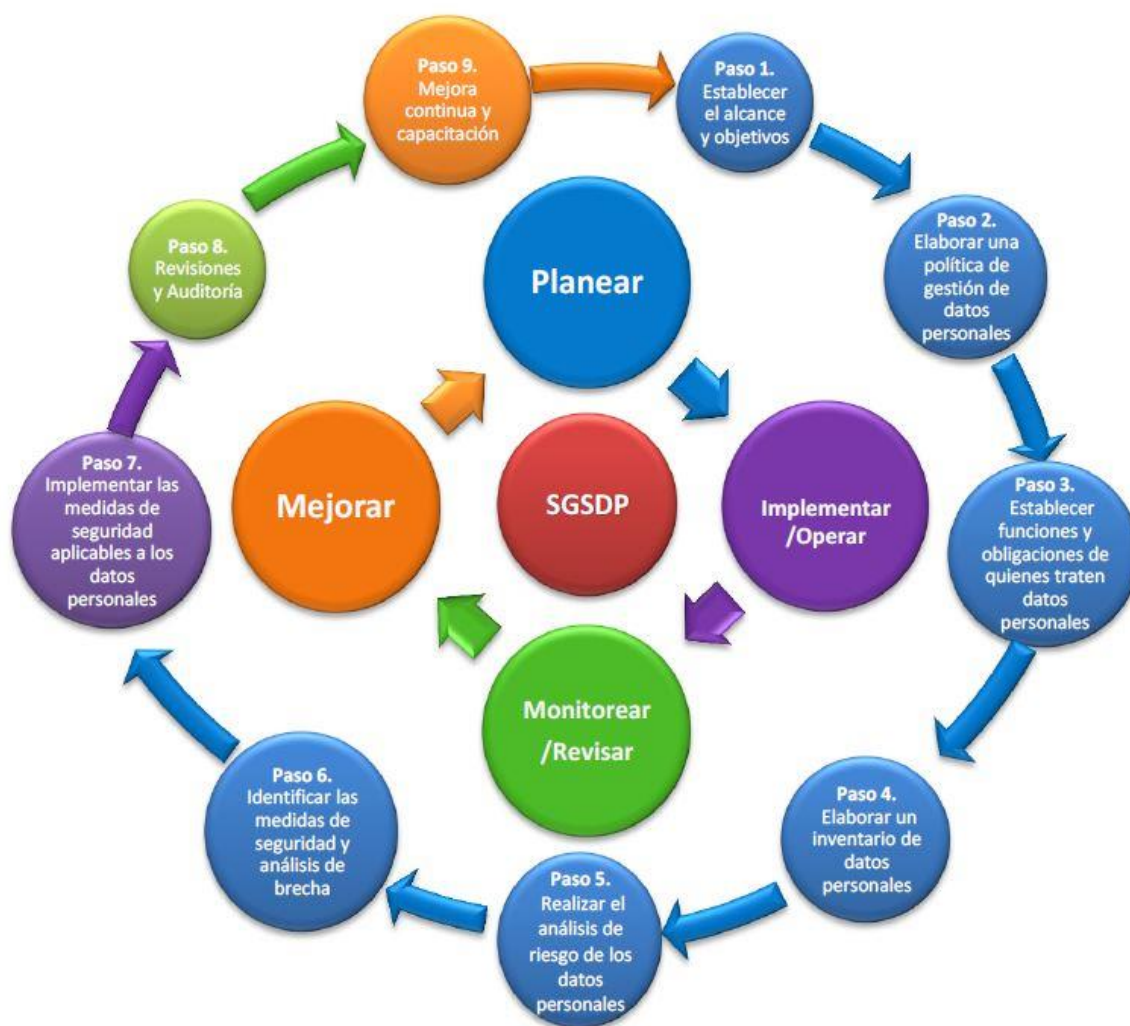 Paso 9.
Mejora
continua y
capacitación
Paso 1.
Establecer
el alcance
y objetivos
Paso 2.
Elaborar una
política de
gestión de
datos
personales
Paso 3.
Establecer
funciones y
obligaciones de
quienes traten
datos
personales
Paso 4.
Elaborar un
inventario de
datos
personales
Paso 5.
Realizar el
análisis de
riesgo de los
datos
personales
Paso 6.
Identificar las
medidas de
seguridad y
análisis de
brecha
Paso 7.
Implementar las
medidas de
seguridad
aplicables a los
datos
personales
Paso 8.
Revisiones
y Auditoría
Planear
Implementar
/Operar
Monitorear
/Revisar
Mejorar
SGSDP